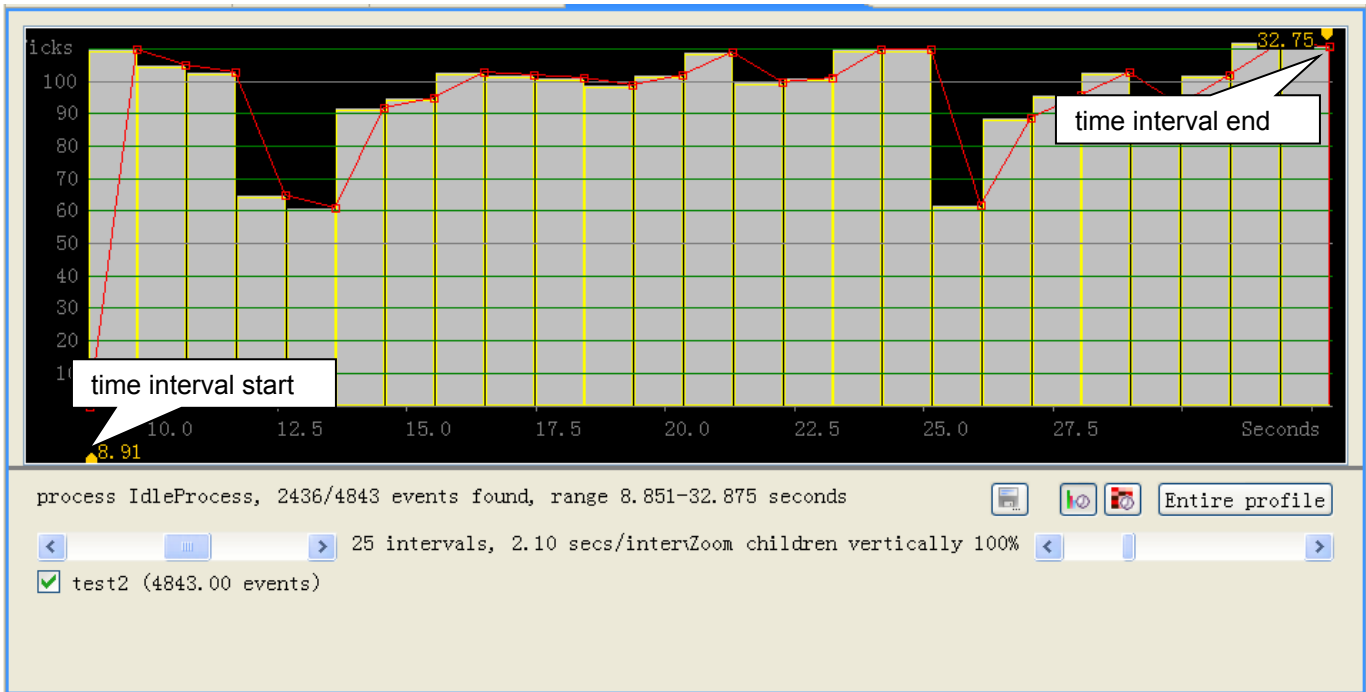 icks
32.75
100
90
80
70
60
50
40
30
20
10
time interval end
time interval start
10.0 12.5 15.0 17.5 20.0 22.5 25.0 27.5 Seconds
8.91
process IdleProcess, 2436/4843 events found, range 8.851-32.875 seconds
Entire profile
25 intervals, 2.10 secs/interv Zoom children vertically 100%
test2 (4843.00 events)